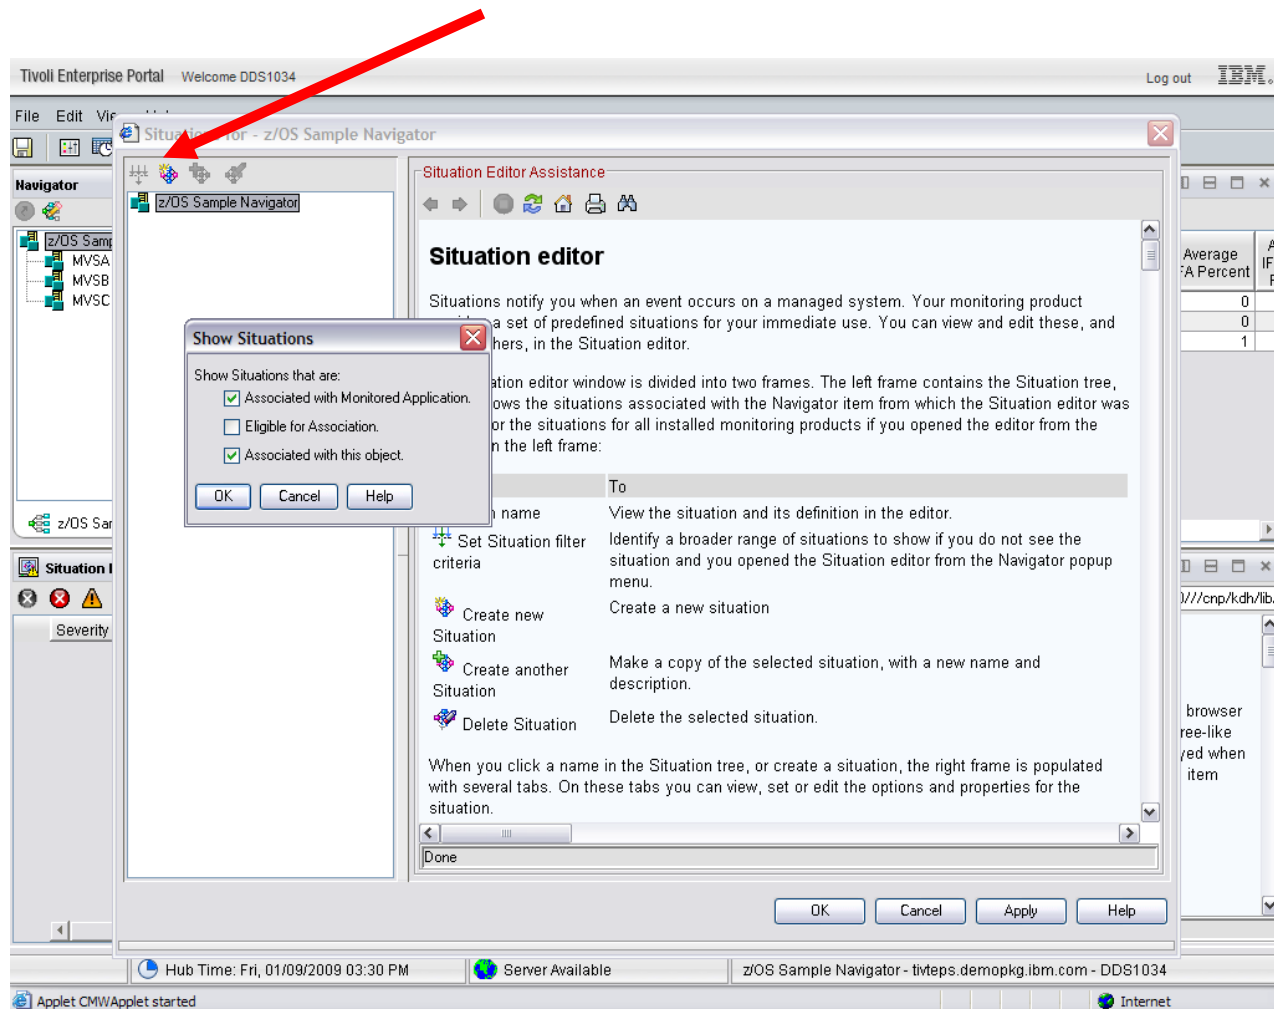 Tivoli Enterprise Portal Welcome DDS1034
Log out IBM.
File Edit
Situations for - z/OS Sample Navigator
Navigator
z/OS Sample Navigator
z/OS Samp
MVSA
MVSB
MVSC
z/OS Sar
Situation Editor Assistance
Situation editor
Situations notify you when an event occurs on a managed system. Your monitoring product
a set of predefined situations for your immediate use. You can view and edit these, and
hers, in the Situation editor.
ation editor window is divided into two frames. The left frame contains the Situation tree,
ows the situations associated with the Navigator item from which the Situation editor was
or the situations for all installed monitoring products if you opened the editor from the
n the left frame:
To
name View the situation and its definition in the editor.
Set Situation filter criteria
Identify a broader range of situations to show if you do not see the
situation and you opened the Situation editor from the Navigator popup
menu.
Create new Situation
Create a new situation
Create another Situation
Make a copy of the selected situation, with a new name and
description.
Delete Situation Delete the selected situation.
When you click a name in the Situation tree, or create a situation, the right frame is populated
with several tabs. On these tabs you can view, set or edit the options and properties for the
situation.
Done
Show Situations
Show Situations that are:
Associated with Monitored Application.
Eligible for Association.
Associated with this object.
OK Cancel Help
OK Cancel Apply Help
Average
FA Percent
0
0
1
Situation
Severity
)///cnp/kdh/lib.
browser
ree-like
yed when
item
Hub Time: Fri, 01/09/2009 03:30 PM Server Available z/OS Sample Navigator - tivteps.demopkg.ibm.com - DDS1034
Applet CMWApplet started Internet